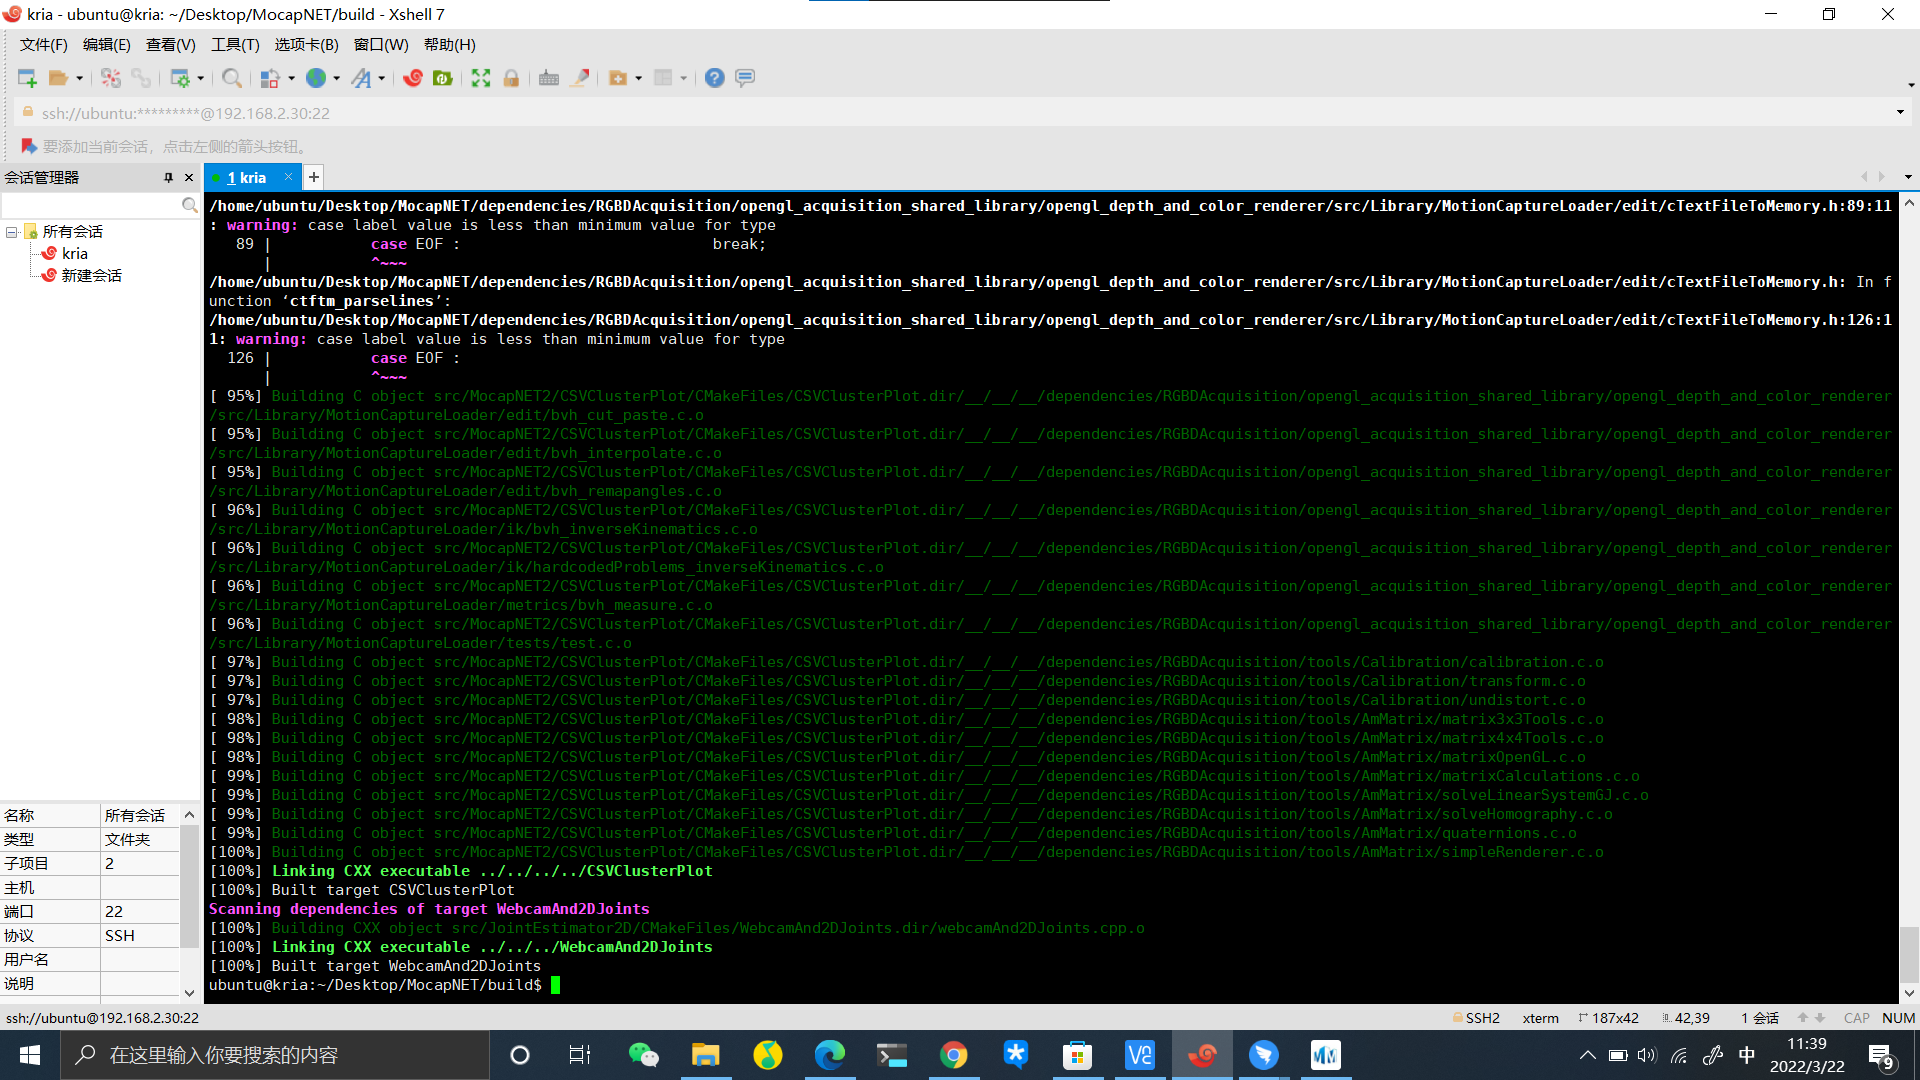 kria - ubuntu@kria: ~/Desktop/MocapNET/build - Xshell 7
文件(F) 编辑(E) 查看(V) 工具(T) 选项卡(B) 窗口(W) 帮助(H)
ssh://ubuntu:*********@192.168.2.30:22
要添加当前会话，点击左侧的箭头按钮。
会话管理器
1 kria
所有会话
kria
新建会话
名称 所有会话
类型 文件夹
子项目 2
主机
端口 22
协议 SSH
用户名
说明
/home/ubuntu/Desktop/MocapNET/dependencies/RGBDAcquisition/opengl_acquisition_shared_library/opengl_depth_and_color_renderer/src/Library/MotionCaptureLoader/edit/cTextFileToMemory.h:89:11
: warning: case label value is less than minimum value for type
89 | case EOF : break;
| ^~~~
/home/ubuntu/Desktop/MocapNET/dependencies/RGBDAcquisition/opengl_acquisition_shared_library/opengl_depth_and_color_renderer/src/Library/MotionCaptureLoader/edit/cTextFileToMemory.h: In f
unction ‘ctftm_parselines’:
/home/ubuntu/Desktop/MocapNET/dependencies/RGBDAcquisition/opengl_acquisition_shared_library/opengl_depth_and_color_renderer/src/Library/MotionCaptureLoader/edit/cTextFileToMemory.h:126:1
1: warning: case label value is less than minimum value for type
126 | case EOF :
| ^~~~
[ 95%] Building C object src/MocapNET2/CSVClusterPlot/CMakeFiles/CSVClusterPlot.dir/__/__/__/dependencies/RGBDAcquisition/opengl_acquisition_shared_library/opengl_depth_and_color_renderer
/src/Library/MotionCaptureLoader/edit/bvh_cut_paste.c.o
[ 95%] Building C object src/MocapNET2/CSVClusterPlot/CMakeFiles/CSVClusterPlot.dir/__/__/__/dependencies/RGBDAcquisition/opengl_acquisition_shared_library/opengl_depth_and_color_renderer
/src/Library/MotionCaptureLoader/edit/bvh_interpolate.c.o
[ 95%] Building C object src/MocapNET2/CSVClusterPlot/CMakeFiles/CSVClusterPlot.dir/__/__/__/dependencies/RGBDAcquisition/opengl_acquisition_shared_library/opengl_depth_and_color_renderer
/src/Library/MotionCaptureLoader/edit/bvh_remapangles.c.o
[ 96%] Building C object src/MocapNET2/CSVClusterPlot/CMakeFiles/CSVClusterPlot.dir/__/__/__/dependencies/RGBDAcquisition/opengl_acquisition_shared_library/opengl_depth_and_color_renderer
/src/Library/MotionCaptureLoader/ik/bvh_inverseKinematics.c.o
[ 96%] Building C object src/MocapNET2/CSVClusterPlot/CMakeFiles/CSVClusterPlot.dir/__/__/__/dependencies/RGBDAcquisition/opengl_acquisition_shared_library/opengl_depth_and_color_renderer
/src/Library/MotionCaptureLoader/ik/hardcodedProblems_inverseKinematics.c.o
[ 96%] Building C object src/MocapNET2/CSVClusterPlot/CMakeFiles/CSVClusterPlot.dir/__/__/__/dependencies/RGBDAcquisition/opengl_acquisition_shared_library/opengl_depth_and_color_renderer
/src/Library/MotionCaptureLoader/metrics/bvh_measure.c.o
[ 96%] Building C object src/MocapNET2/CSVClusterPlot/CMakeFiles/CSVClusterPlot.dir/__/__/__/dependencies/RGBDAcquisition/opengl_acquisition_shared_library/opengl_depth_and_color_renderer
/src/Library/MotionCaptureLoader/tests/test.c.o
[ 97%] Building C object src/MocapNET2/CSVClusterPlot/CMakeFiles/CSVClusterPlot.dir/__/__/__/dependencies/RGBDAcquisition/tools/Calibration/calibration.c.o
[ 97%] Building C object src/MocapNET2/CSVClusterPlot/CMakeFiles/CSVClusterPlot.dir/__/__/__/dependencies/RGBDAcquisition/tools/Calibration/transform.c.o
[ 97%] Building C object src/MocapNET2/CSVClusterPlot/CMakeFiles/CSVClusterPlot.dir/__/__/__/dependencies/RGBDAcquisition/tools/Calibration/undistort.c.o
[ 98%] Building C object src/MocapNET2/CSVClusterPlot/CMakeFiles/CSVClusterPlot.dir/__/__/__/dependencies/RGBDAcquisition/tools/AmMatrix/matrix3x3Tools.c.o
[ 98%] Building C object src/MocapNET2/CSVClusterPlot/CMakeFiles/CSVClusterPlot.dir/__/__/__/dependencies/RGBDAcquisition/tools/AmMatrix/matrix4x4Tools.c.o
[ 98%] Building C object src/MocapNET2/CSVClusterPlot/CMakeFiles/CSVClusterPlot.dir/__/__/__/dependencies/RGBDAcquisition/tools/AmMatrix/matrixOpenGL.c.o
[ 99%] Building C object src/MocapNET2/CSVClusterPlot/CMakeFiles/CSVClusterPlot.dir/__/__/__/dependencies/RGBDAcquisition/tools/AmMatrix/matrixCalculations.c.o
[ 99%] Building C object src/MocapNET2/CSVClusterPlot/CMakeFiles/CSVClusterPlot.dir/__/__/__/dependencies/RGBDAcquisition/tools/AmMatrix/solveLinearSystemGJ.c.o
[ 99%] Building C object src/MocapNET2/CSVClusterPlot/CMakeFiles/CSVClusterPlot.dir/__/__/__/dependencies/RGBDAcquisition/tools/AmMatrix/solveHomography.c.o
[ 99%] Building C object src/MocapNET2/CSVClusterPlot/CMakeFiles/CSVClusterPlot.dir/__/__/__/dependencies/RGBDAcquisition/tools/AmMatrix/quaternions.c.o
[100%] Building C object src/MocapNET2/CSVClusterPlot/CMakeFiles/CSVClusterPlot.dir/__/__/__/dependencies/RGBDAcquisition/tools/AmMatrix/simpleRenderer.c.o
[100%] Linking CXX executable ../../../../CSVClusterPlot
[100%] Built target CSVClusterPlot
Scanning dependencies of target WebcamAnd2DJoints
[100%] Building CXX object src/JointEstimator2D/CMakeFiles/WebcamAnd2DJoints.dir/webcamAnd2DJoints.cpp.o
[100%] Linking CXX executable ../../../WebcamAnd2DJoints
[100%] Built target WebcamAnd2DJoints
ubuntu@kria:~/Desktop/MocapNET/build$
ssh://ubuntu@192.168.2.30:22 SSH2 xterm 187x42 42,39 1 会话 CAP NUM
在这里输入你要搜索的内容
中
11:39
2022/3/22
9